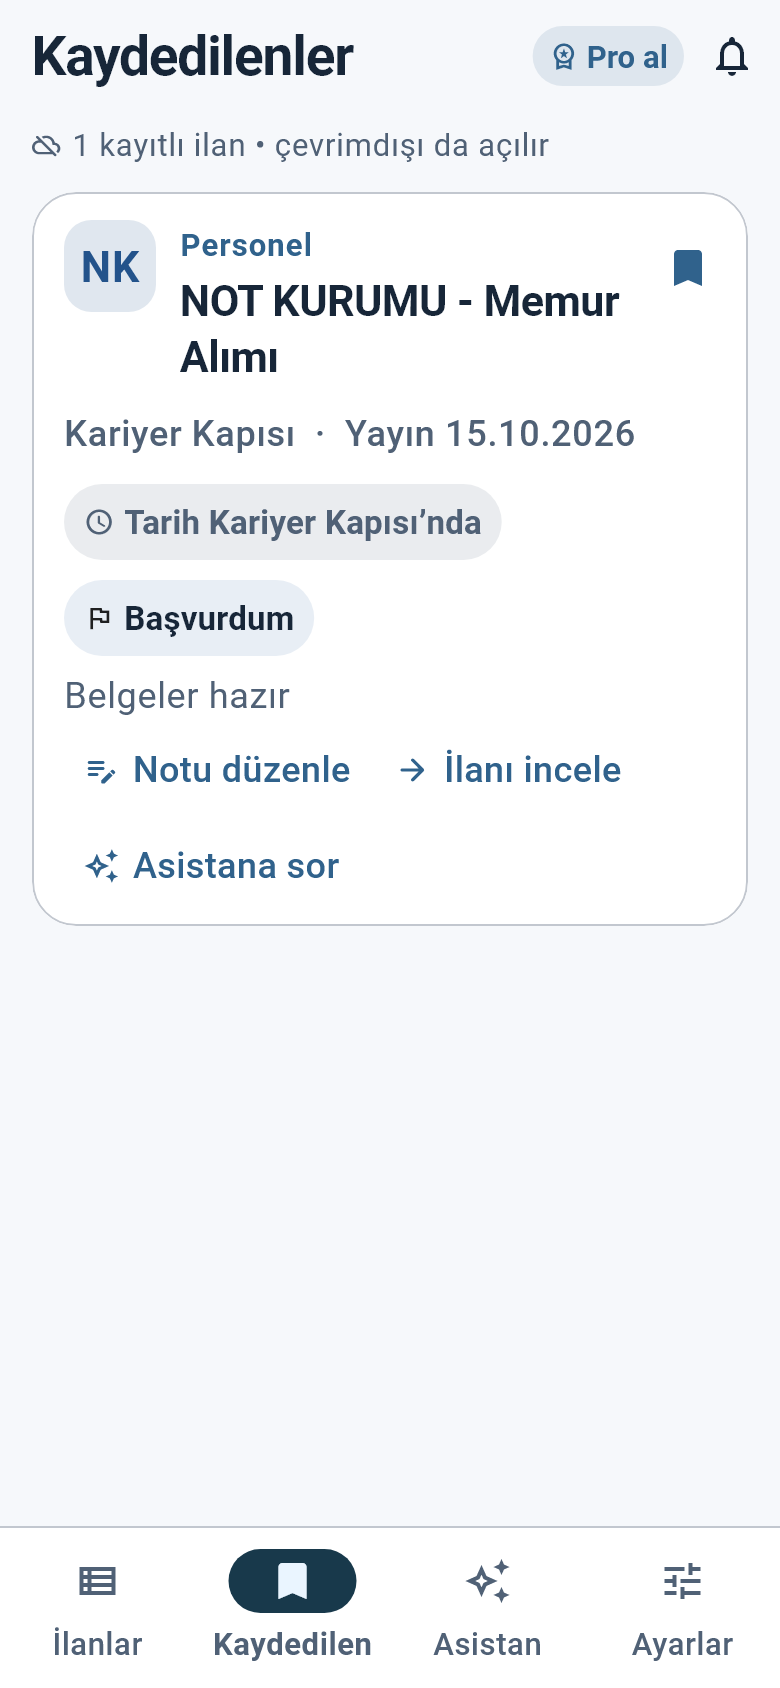 Kaydedilenler
Pro al
1 kayıtlı ilan • çevrimdışı da açılır
NK
Personel
NOT KURUMU - Memur
Alımı
Kariyer Kapısı · Yayın 15.10.2026
Tarih Kariyer Kapısı’nda
Başvurdum
Belgeler hazır
Notu düzenle
İlanı incele
Asistana sor
İlanlar
Kaydedilen
Asistan
Ayarlar